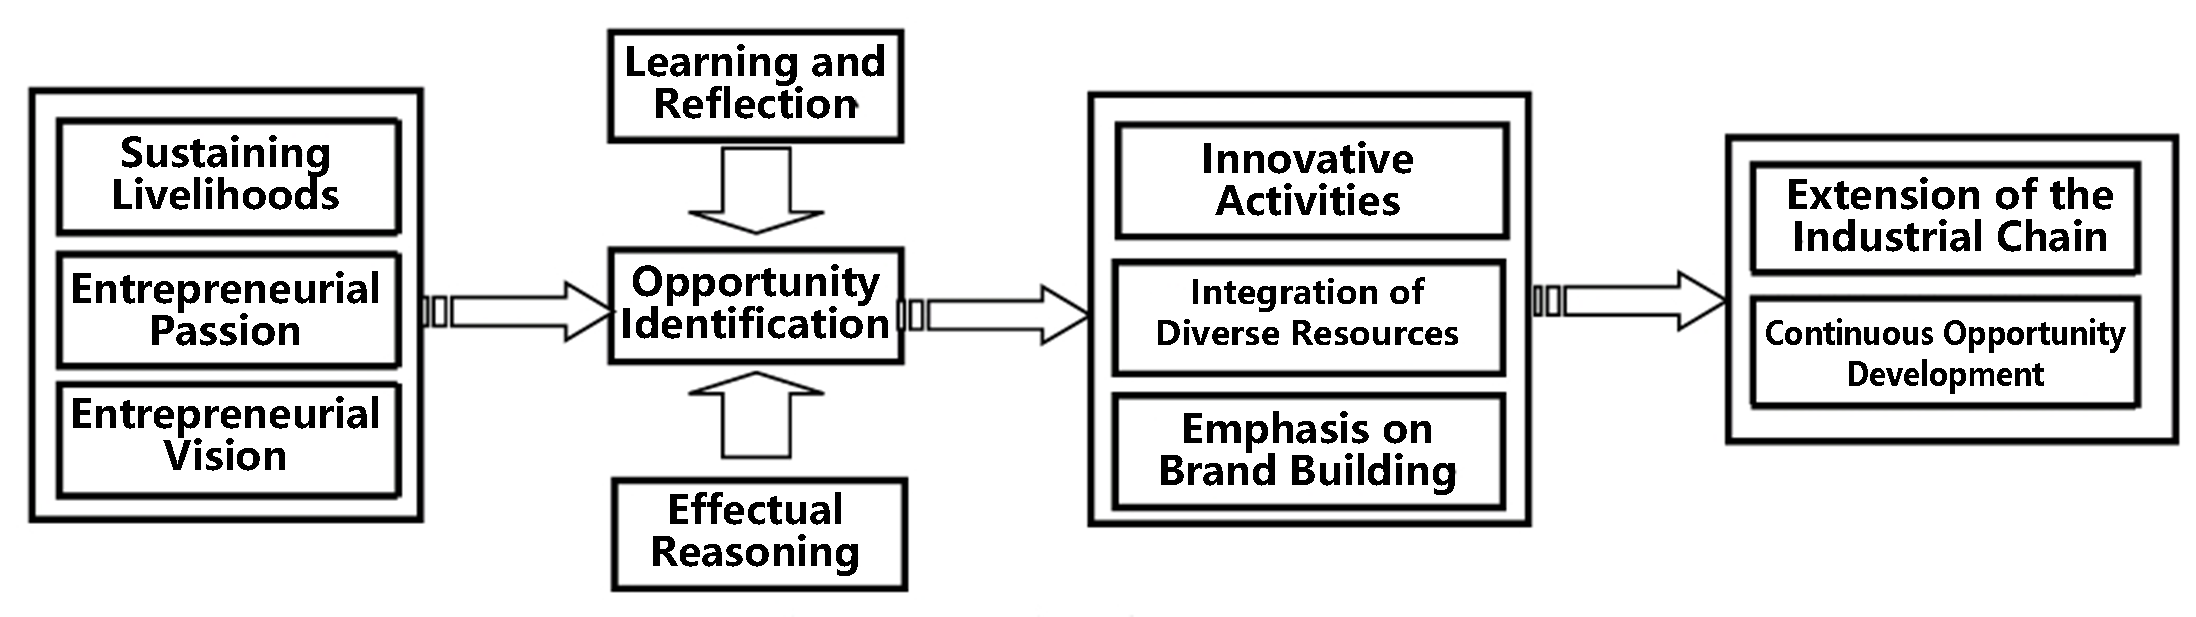 Sustaining
Livelihoods
Entrepreneurial
Passion
Entrepreneurial
Vision
Learning and
Reflection
Opportunity
Identification
Effectual
Reasoning
Innovative
Activities
Integration of
Diverse Resources
Emphasis on
Brand Building
Extension of the
Industrial Chain
Continuous Opportunity
Development